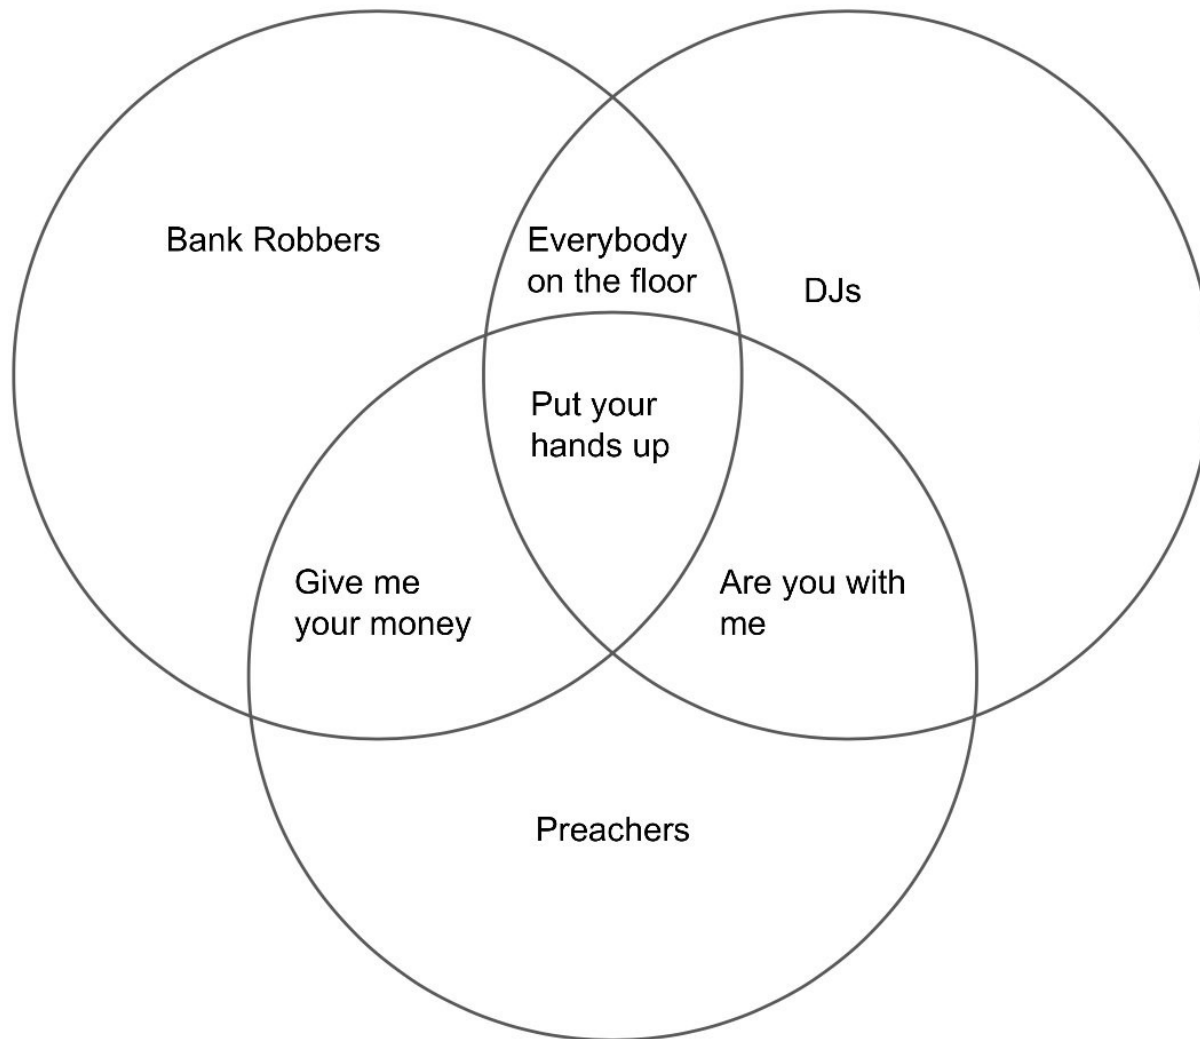 Bank Robbers
Everybody
on the floor
DJs
Put your
hands up
Give me
your money
Are you with
me
Preachers